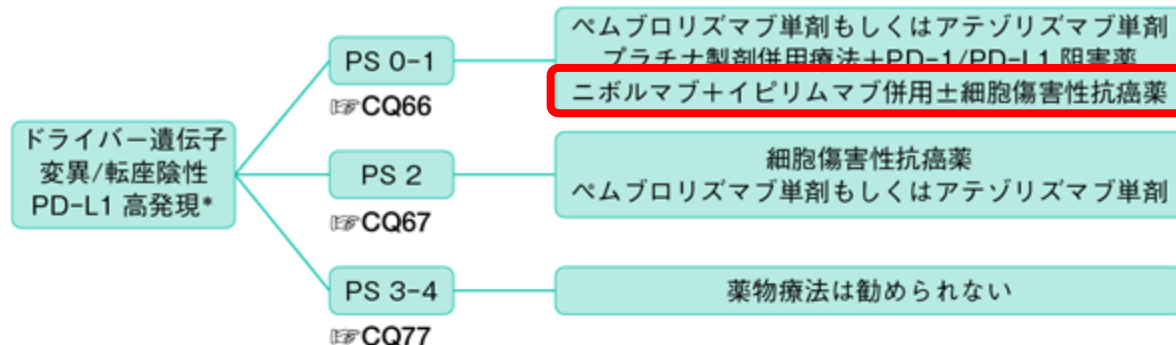 ドライバー遺伝子
変異/転座陰性
PD-L1 高発現*
PS 0-1
☞CQ66
ペムブロリズマブ単剤もしくはアテゾリズマブ単剤
プラチナ製剤併用療法+PD-1/PD-L1 阻害薬
ニボルマブ+イピリムマブ併用±細胞傷害性抗癌薬
PS 2
☞CQ67
細胞傷害性抗癌薬
ペムブロリズマブ単剤もしくはアテゾリズマブ単剤
PS 3-4
☞CQ77
薬物療法は勧められない